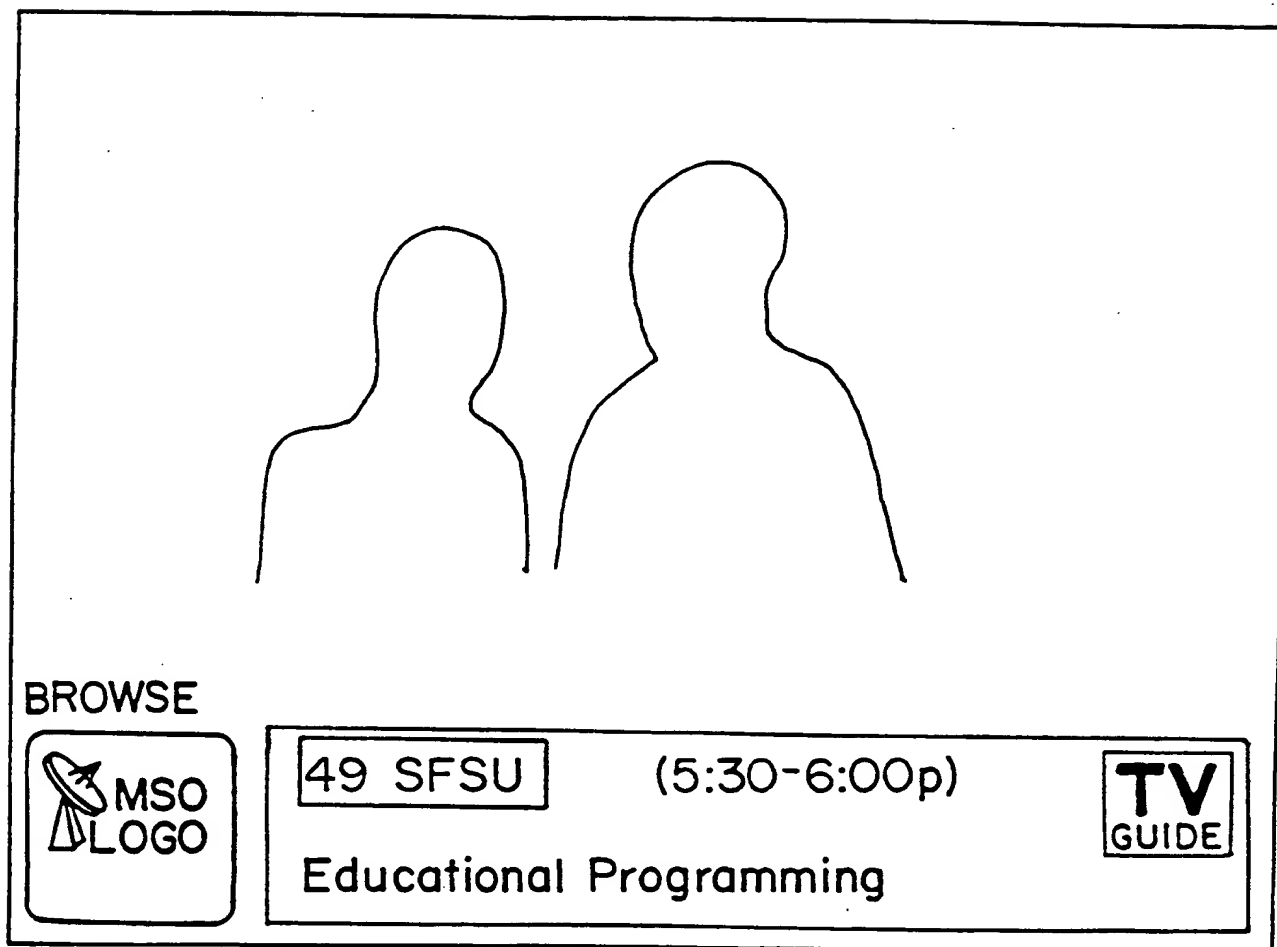 BROWSE
MSO
LOGO
49 SFSU (5:30-6:00p)
Educational Programming
TV
GUIDE